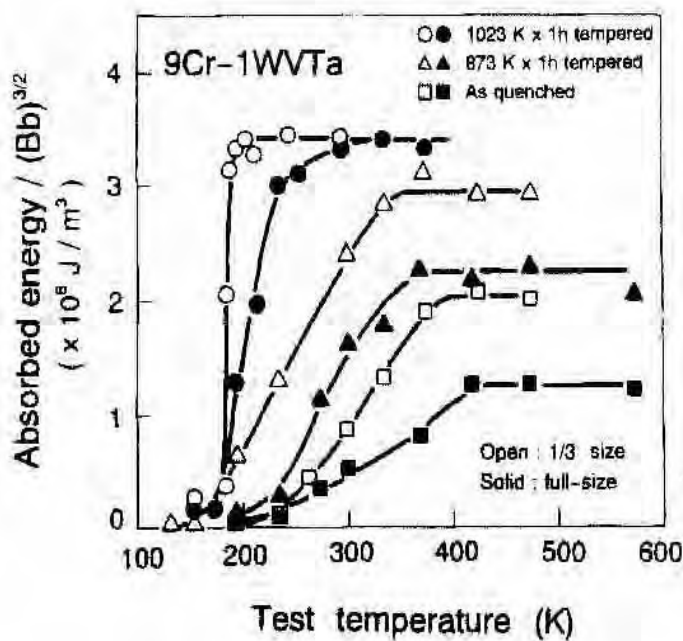 9Cr-1WVTa
○● 1023 K x 1h tempered
△▲ 873 K x 1h tempered
□■ As quenched
Absorbed energy / (Bb)^3/2
( x 10^8 J / m^3 )
4
3
2
1
0
Open : 1/3 size
Solid : full-size
100 200 300 400 500 600
Test temperature (K)